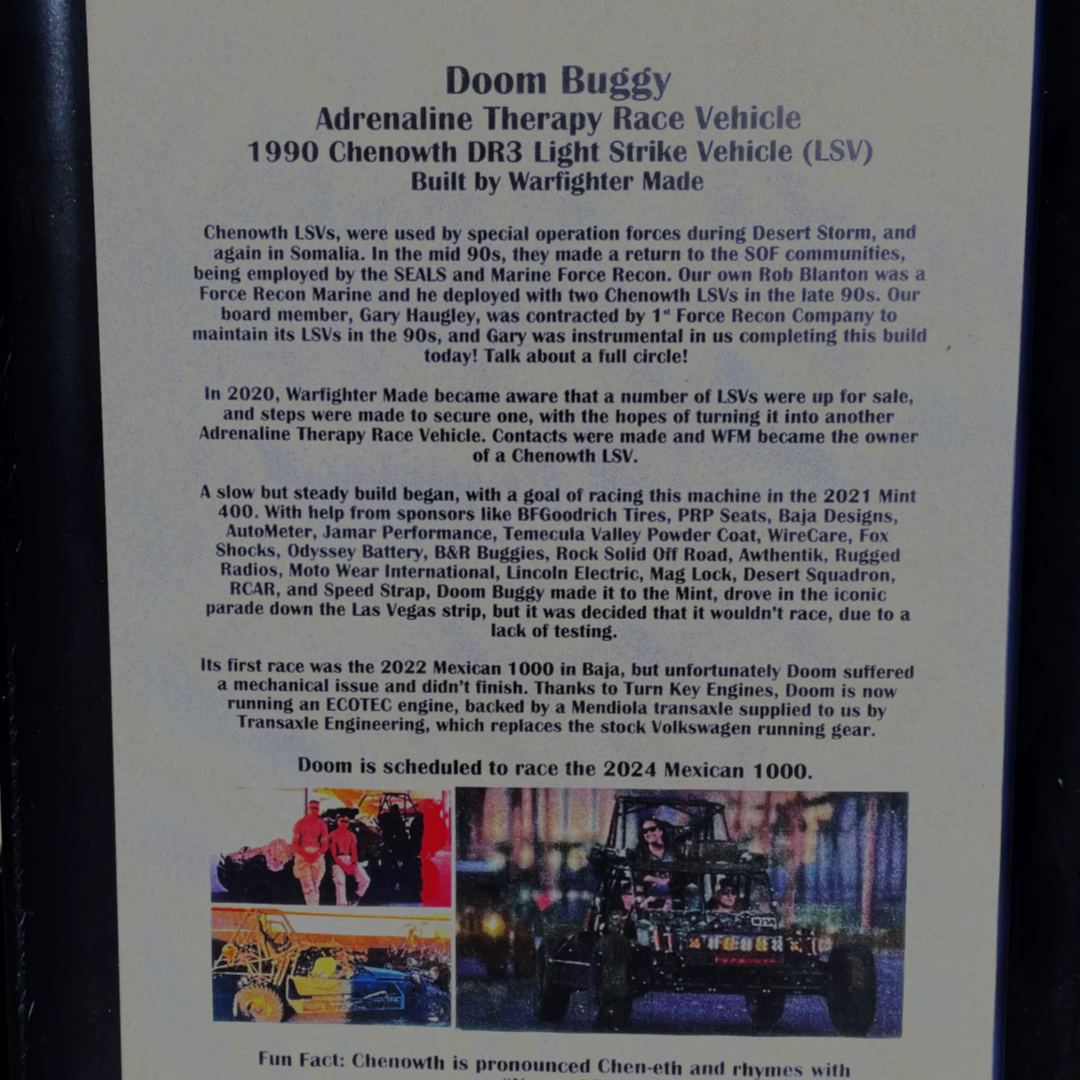 Doom Buggy
Adrenaline Therapy Race Vehicle
1990 Chenowth DR3 Light Strike Vehicle (LSV)
Built by Warfighter Made
Chenowth LSVs, were used by special operation forces during Desert Storm, and
again in Somalia. In the mid 90s, they made a return to the SOF communities,
being employed by the SEALS and Marine Force Recon. Our own Rob Blanton was a
Force Recon Marine and he deployed with two Chenowth LSVs in the late 90s. Our
board member, Gary Haugley, was contracted by 1st Force Recon Company to
maintain its LSVs in the 90s, and Gary was instrumental in us completing this build
today! Talk about a full circle!
In 2020, Warfighter Made became aware that a number of LSVs were up for sale,
and steps were made to secure one, with the hopes of turning it into another
Adrenaline Therapy Race Vehicle. Contacts were made and WFM became the owner
of a Chenowth LSV.
A slow but steady build began, with a goal of racing this machine in the 2021 Mint
400. With help from sponsors like BFGoodrich Tires, PRP Seats, Baja Designs,
AutoMeter, Jamar Performance, Temecula Valley Powder Coat, WireCare, Fox
Shocks, Odyssey Battery, B&R Buggies, Rock Solid Off Road, Awthentik, Rugged
Radios, Moto Wear International, Lincoln Electric, Mag Lock, Desert Squadron,
RCAR, and Speed Strap, Doom Buggy made it to the Mint, drove in the iconic
parade down the Las Vegas strip, but it was decided that it wouldn't race, due to a
lack of testing.
Its first race was the 2022 Mexican 1000 in Baja, but unfortunately Doom suffered
a mechanical issue and didn't finish. Thanks to Turn Key Engines, Doom is now
running an ECOTEC engine, backed by a Mendiola transaxle supplied to us by
Transaxle Engineering, which replaces the stock Volkswagen running gear.
Doom is scheduled to race the 2024 Mexican 1000.
Fun Fact: Chenowth is pronounced Chen-eth and rhymes with